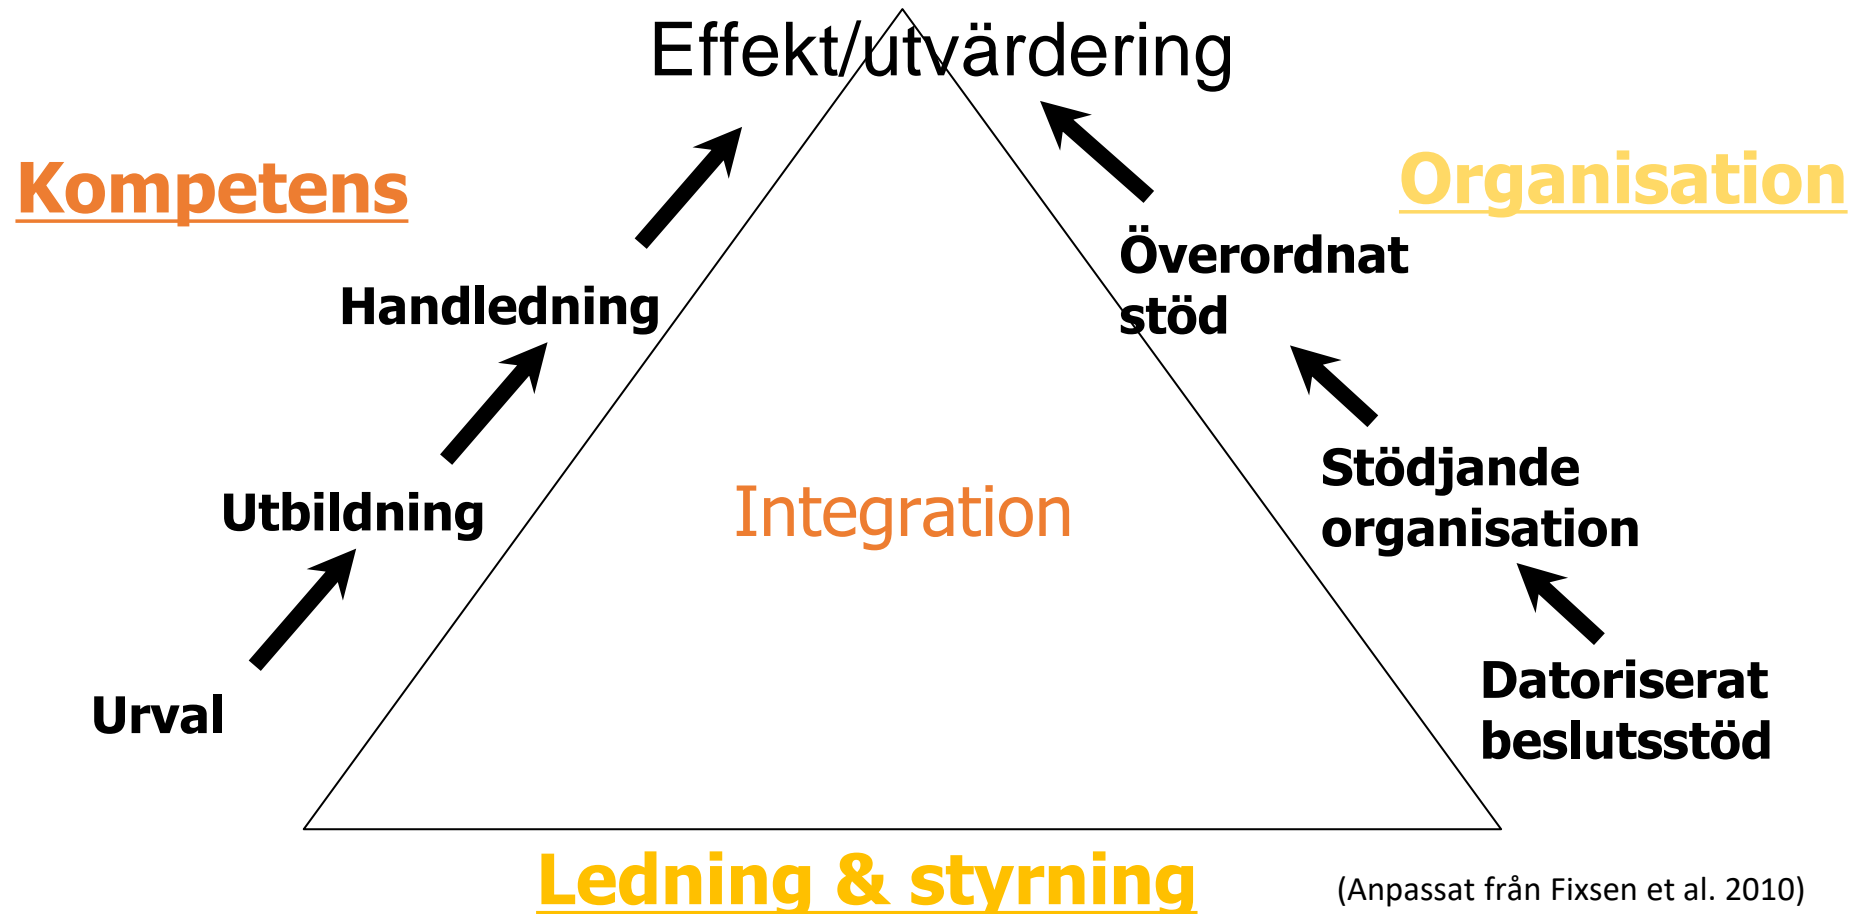 Effekt/utvärdering
Kompetens
Organisation
Överordnat
stöd
Handledning
Stödjande
organisation
Utbildning
Integration
Datoriserat
beslutsstöd
Urval
Ledning & styrning
(Anpassat från Fixsen et al. 2010)